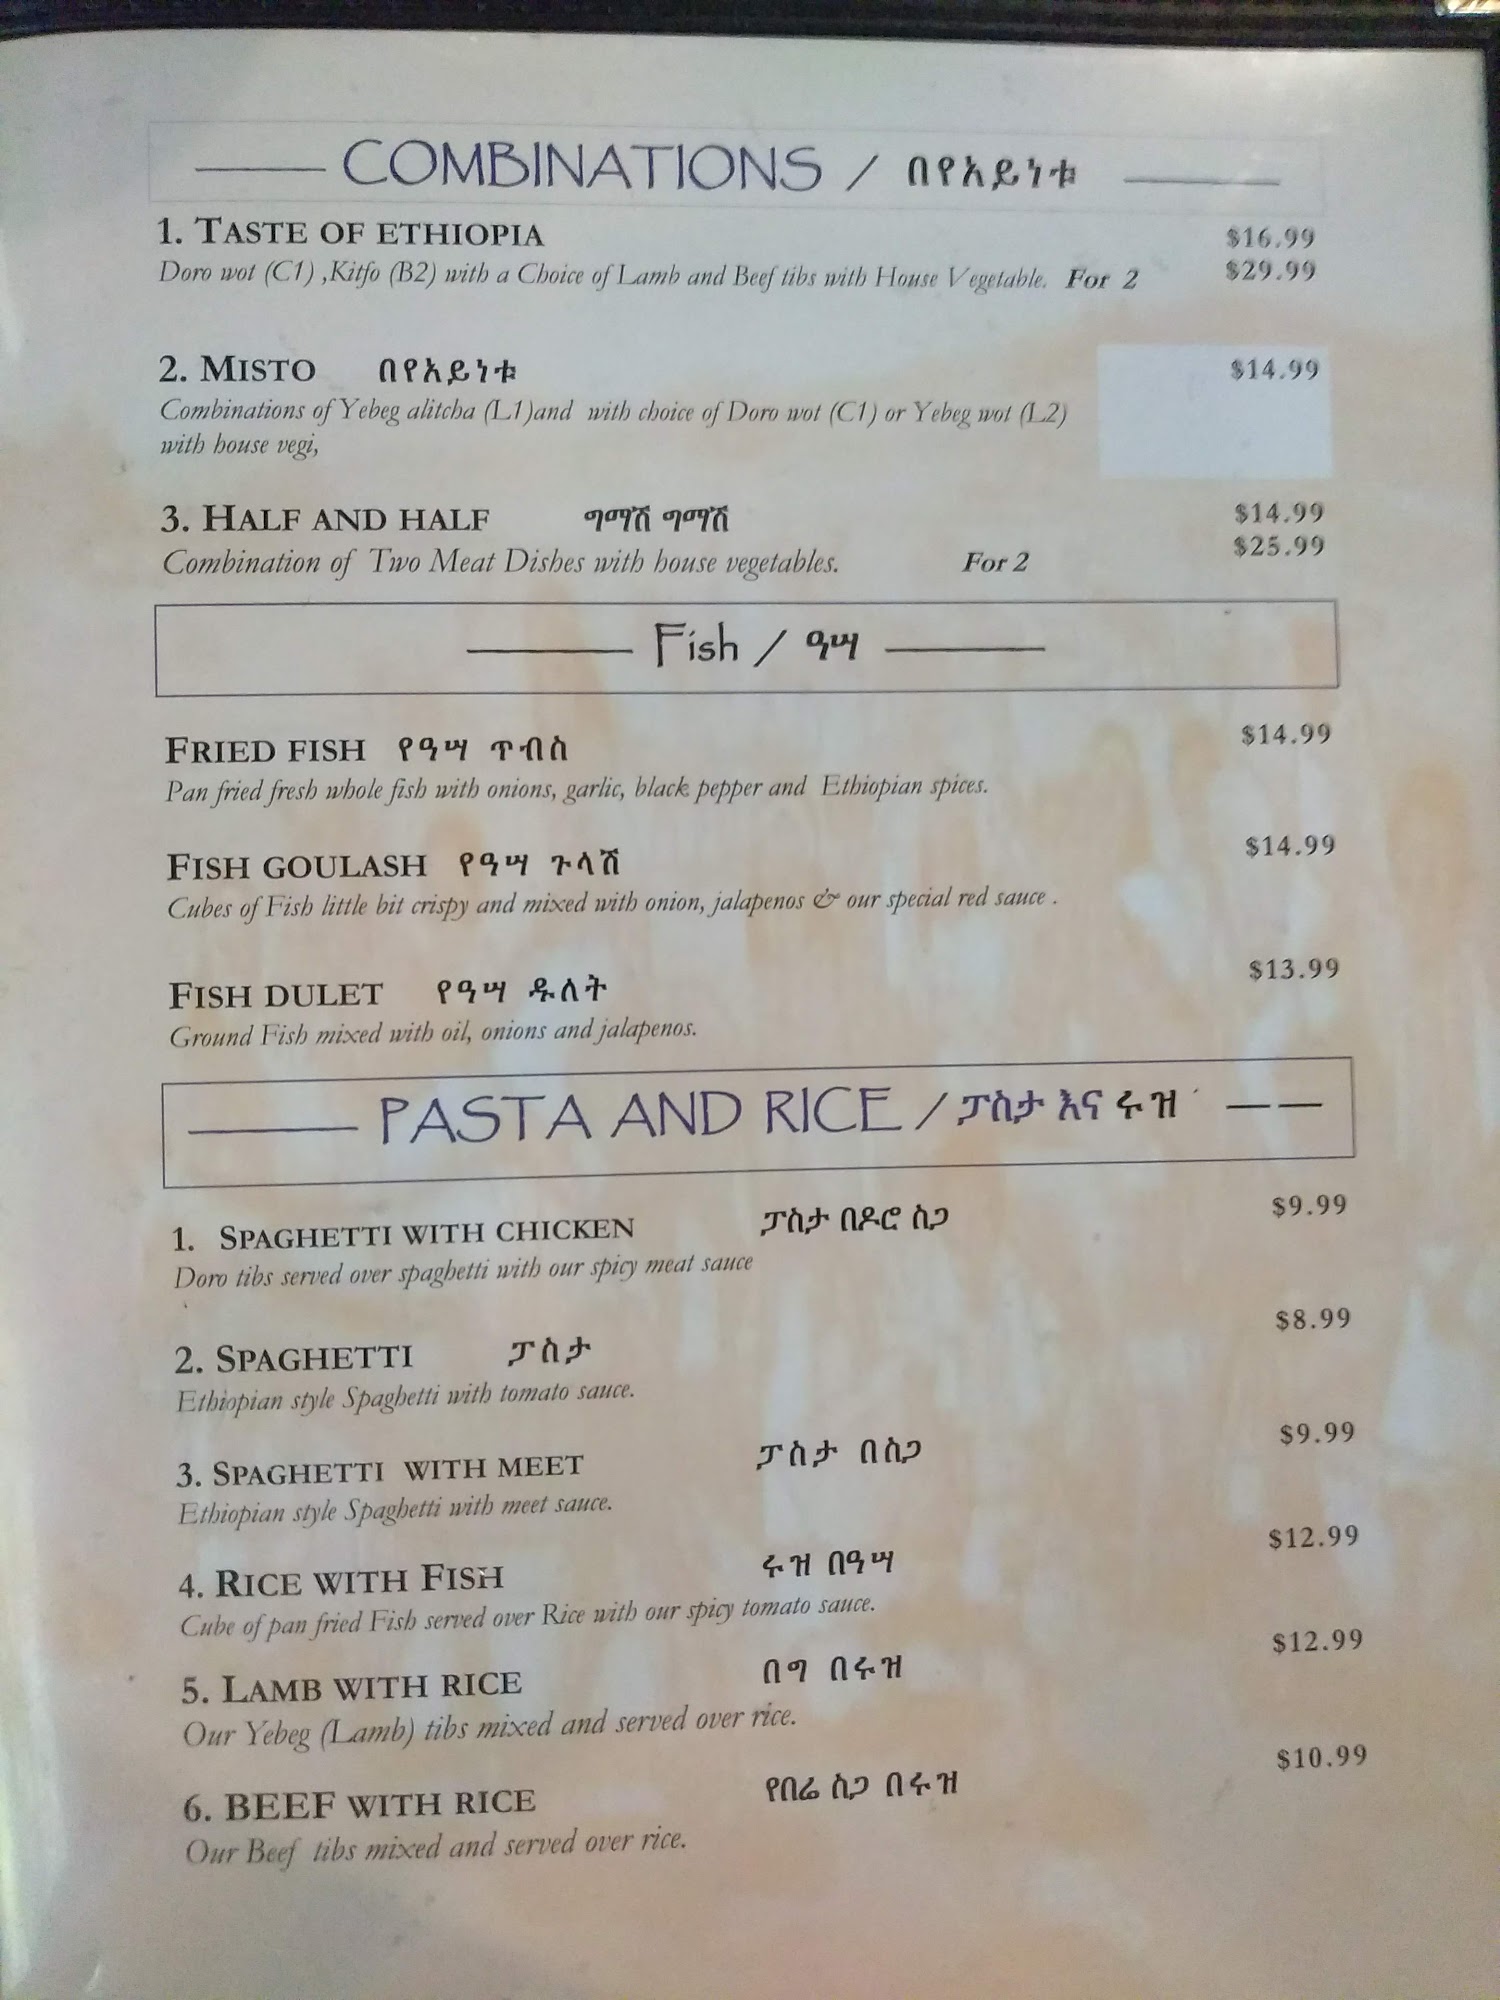 COMBINATIONS / በየአይነቱ
1. TASTE OF ETHIOPIA $16.99
Doro wot (C1) ,Kitfo (B2) with a Choice of Lamb and Beef tibs with House Vegetable. For 2 $29.99
2. MISTO በየአይነቱ $14.99
Combinations of Yebeg alitcha (L1)and with choice of Doro wot (C1) or Yebeg wot (L2)
with house vegi,
3. HALF AND HALF ግማሽ ግማሽ $14.99
Combination of Two Meat Dishes with house vegetables. For 2 $25.99
Fish / ዓሣ
FRIED FISH የዓሣ ጥብስ $14.99
Pan fried fresh whole fish with onions, garlic, black pepper and Ethiopian spices.
FISH GOULASH የዓሣ ጉላሽ $14.99
Cubes of Fish little bit crispy and mixed with onion, jalapenos & our special red sauce .
FISH DULET የዓሣ ዱለት $13.99
Ground Fish mixed with oil, onions and jalapenos.
PASTA AND RICE / ፓስታ እና ሩዝ
1. SPAGHETTI WITH CHICKEN ፓስታ በዶሮ ስጋ $9.99
Doro tibs served over spaghetti with our spicy meat sauce
2. SPAGHETTI ፓስታ $8.99
Ethiopian style Spaghetti with tomato sauce.
3. SPAGHETTI WITH MEET ፓስታ በስጋ $9.99
Ethiopian style Spaghetti with meet sauce.
4. RICE WITH FISH ሩዝ በዓሣ $12.99
Cube of pan fried Fish served over Rice with our spicy tomato sauce.
5. LAMB WITH RICE በግ በሩዝ $12.99
Our Yebeg (Lamb) tibs mixed and served over rice.
6. BEEF WITH RICE የበሬ ስጋ በሩዝ $10.99
Our Beef tibs mixed and served over rice.